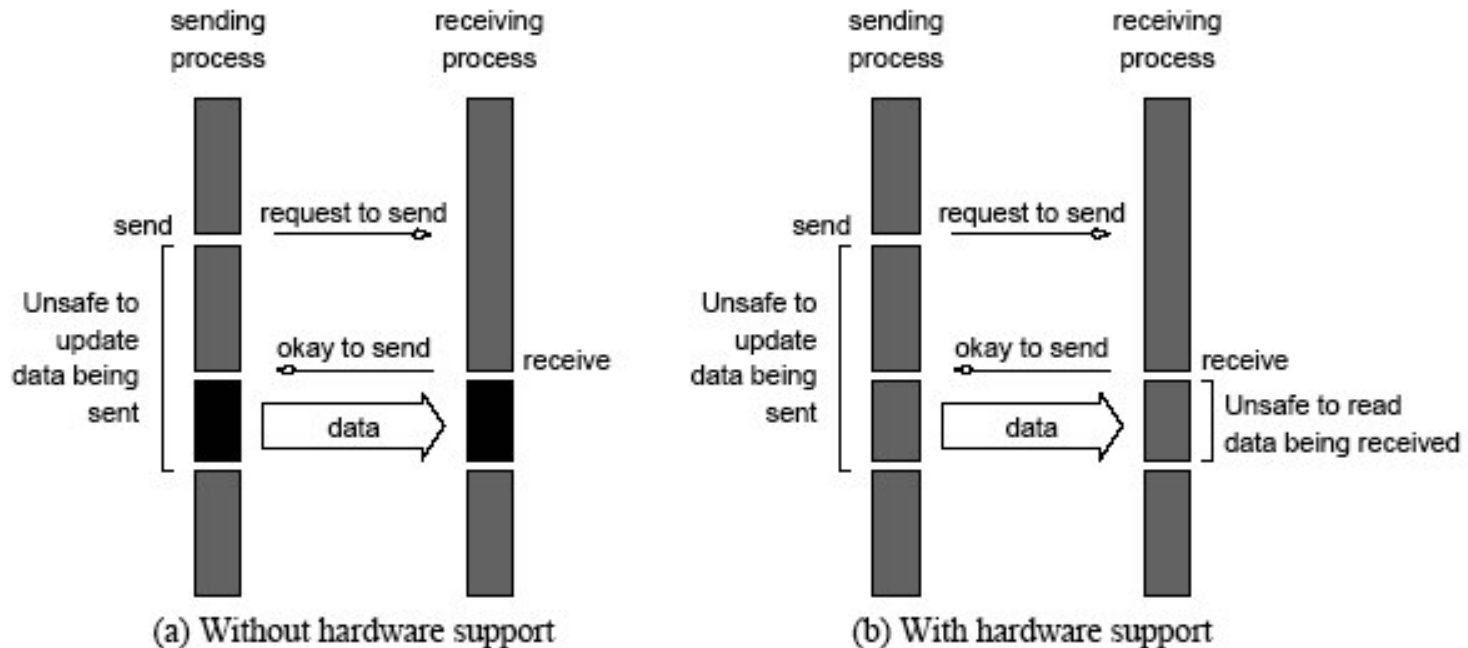 sending
process
receiving
process
send
request to send
Unsafe to
update
data being
sent
okay to send
receive
data
(a) Without hardware support
sending
process
receiving
process
send
request to send
Unsafe to
update
data being
sent
okay to send
receive
data
Unsafe to read
data being received
(b) With hardware support